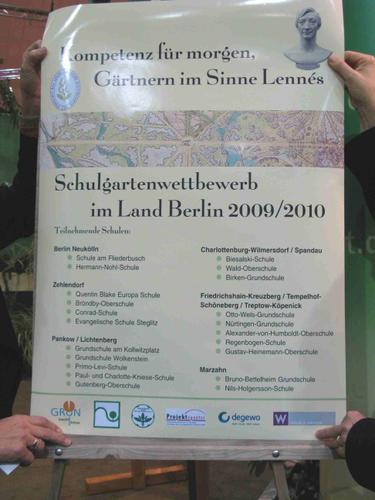 Kompetenz für morgen,
Gärtnern im Sinne Lennés
Schulgartenwettbewerb
im Land Berlin 2009/2010
Teilnehmende Schulen:
Berlin Neukölln
Schule am Fliederbusch
Hermann-Nohl-Schule
Zehlendorf
Quentin Blake Europa Schule
Bröndby-Oberschule
Conrad-Schule
Evangelische Schule Steglitz
Pankow / Lichtenberg
Grundschule am Kollwitzplatz
Grundschule Wolkenstein
Primo-Levi-Schule
Paul- und Charlotte-Kniese-Schule
Gutenberg-Oberschule
Charlottenburg-Wilmersdorf / Spandau
Biesalski-Schule
Wald-Oberschule
Birken-Grundschule
Friedrichshain-Kreuzberg / Tempelhof-
Schöneberg / Treptow-Köpenick
Otto-Wels-Grundschule
Nürtingen-Grundschule
Alexander-von-Humboldt-Oberschule
Regenbogen-Schule
Gustav-Heinemann-Oberschule
Marzahn
Bruno-Bettelheim Grundschule
Nils-Holgersson-Schule
GRÜN
degewo
W